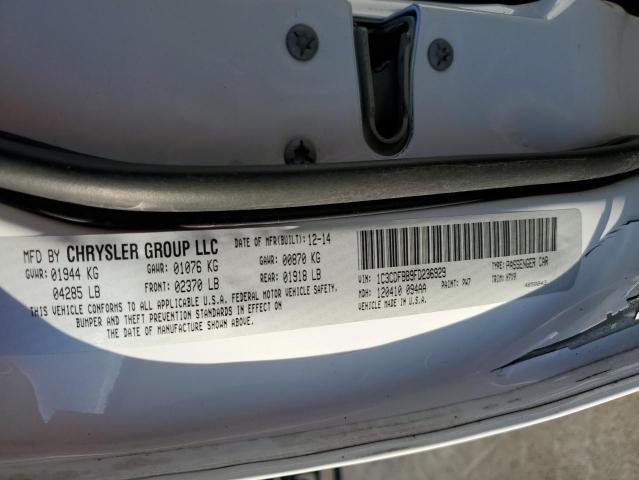 MFD BY CHRYSLER GROUP LLC DATE OF MFR(BUILT): 12-14
GVWR: 01944 KG GAWR: 01076 KG GAWR: 00870 KG
04285 LB FRONT: 02370 LB REAR: 01918 LB
THIS VEHICLE CONFORMS TO ALL APPLICABLE FEDERAL MOTOR VEHICLE SAFETY,
BUMPER AND THEFT PREVENTION STANDARDS IN EFFECT ON
U.S.A.
THE DATE OF MANUFACTURE SHOWN ABOVE.
VIN: 1C3CDFBB9FD236929 TYPE: PASSENGER CAR
MDH: 120410 094AA PAINT: PW7 TRIM: H7X9
VEHICLE MADE IN U.S.A.